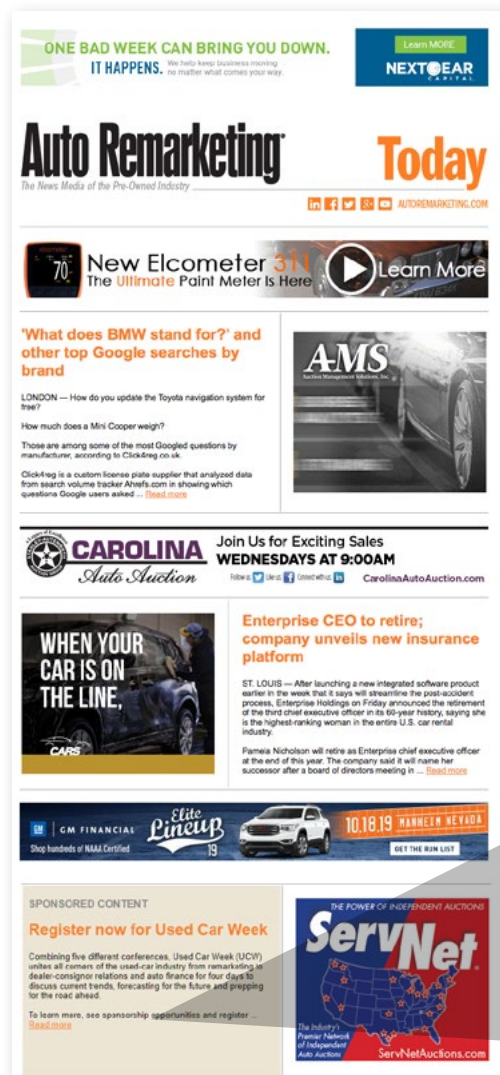 ONE BAD WEEK CAN BRING YOU DOWN.
IT HAPPENS. We help keep business moving
no matter what comes your way.
Learn MORE
NEXTGEAR
CAPITAL
Auto Remarketing
Today
The News Media of the Pre-Owned Industry
AUTOREMARKETING.COM
elcometer
70
New Elcometer 311
The Ultimate Paint Meter Is Here
Learn More
'What does BMW stand for?' and
other top Google searches by
brand
LONDON — How do you update the Toyota navigation system for
free?
How much does a Mini Cooper weigh?
Those are among some of the most Googled questions by
manufacturer, according to Click4reg.co.uk.
Click4reg is a custom license plate supplier that analyzed data
from search volume tracker Ahrefs.com in showing which
questions Google users asked ... Read more
AMS
Auction Management Solutions, Inc.
CAROLINA
Auto Auction
Join Us for Exciting Sales
WEDNESDAYS AT 9:00AM
Follow us Like us Connect with us
CarolinaAutoAuction.com
WHEN YOUR
CAR IS ON
THE LINE,
CARS
Enterprise CEO to retire;
company unveils new insurance
platform
ST. LOUIS — After launching a new integrated software product
earlier in the week that it says will streamline the post-accident
process, Enterprise Holdings on Friday announced the retirement
of the third chief executive officer in its 60-year history, saying she
is the highest-ranking woman in the entire U.S. car rental
industry.
Pamela Nicholson will retire as Enterprise chief executive officer
at the end of this year. The company said it will name her
successor after a board of directors meeting in ... Read more
GM
GM FINANCIAL
Shop hundreds of NAAA Certified
Elite
Lineup
19
10.18.19 MANHEIM NEVADA
GET THE RUN LIST
SPONSORED CONTENT
Register now for Used Car Week
Combining five different conferences, Used Car Week (UCW)
unites all corners of the used-car industry from remarketing to
dealer-consignor relations and auto finance for four days to
discuss current trends, forecasting for the future and prepping
for the road ahead.
To learn more, see sponsorship opportunities and register ...
Read more
THE POWER OF INDEPENDENT AUCTIONS
ServNet
The Industry's
Premier Network
of Independent
Auto Auctions
ServNetAuctions.com